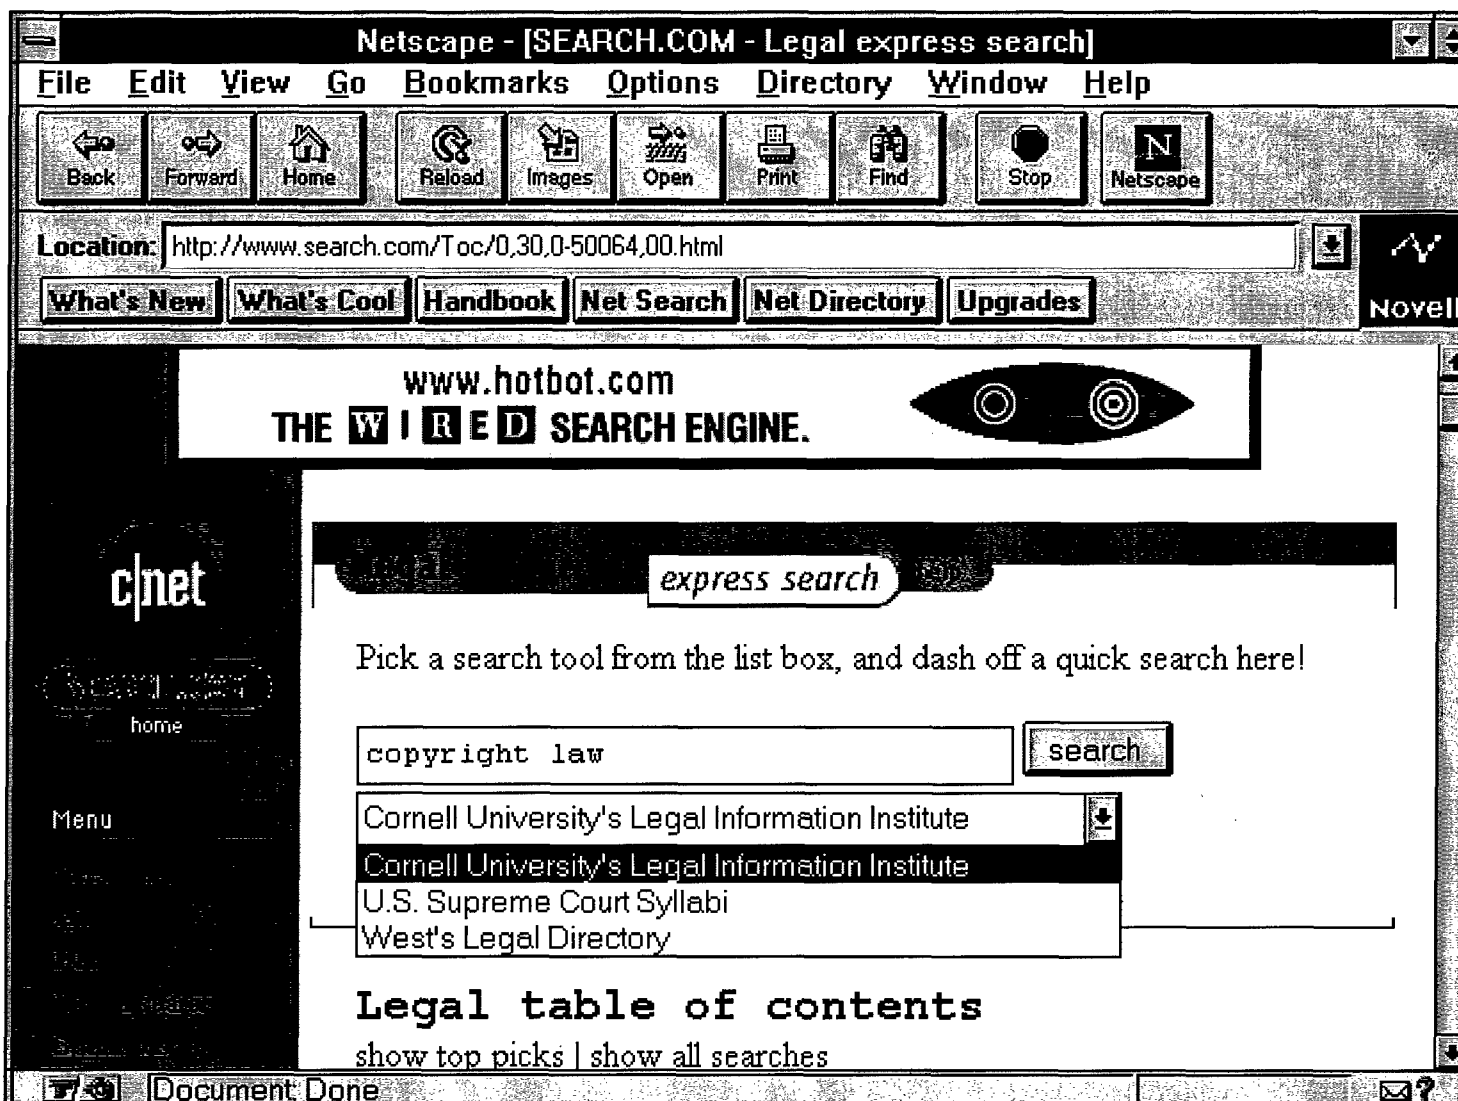 Netscape - [SEARCH.COM - Legal express search]
File Edit View Go Bookmarks Options Directory Window Help
Back Forward Home Reload Images Open Print Find Stop N Netscape
Location: http://www.search.com/Toc/0,30,0-50064,00.html
What's New What's Cool Handbook Net Search Net Directory Upgrades
Novell
www.hotbot.com
THE WIRED SEARCH ENGINE.
c|net
express search
Pick a search tool from the list box, and dash off a quick search here!
home
copyright law search
Menu
Cornell University's Legal Information Institute
Cornell University's Legal Information Institute
U.S. Supreme Court Syllabi
West's Legal Directory
Legal table of contents
show top picks | show all searches
Document: Done
?